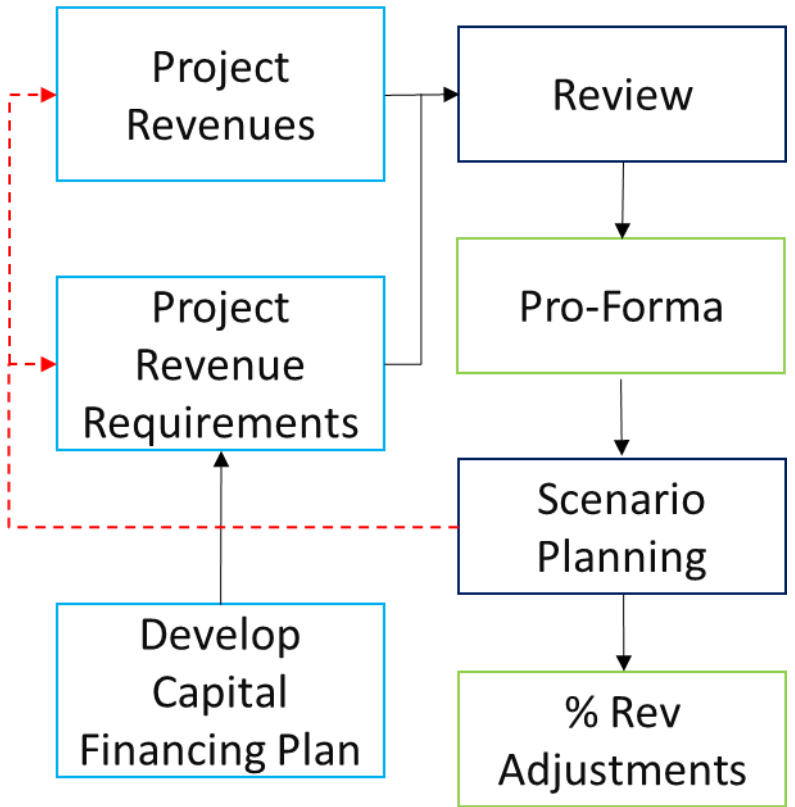 Project
Revenues
Review
Project
Revenue
Requirements
Pro-Forma
Scenario
Planning
Develop
Capital
Financing Plan
% Rev
Adjustments